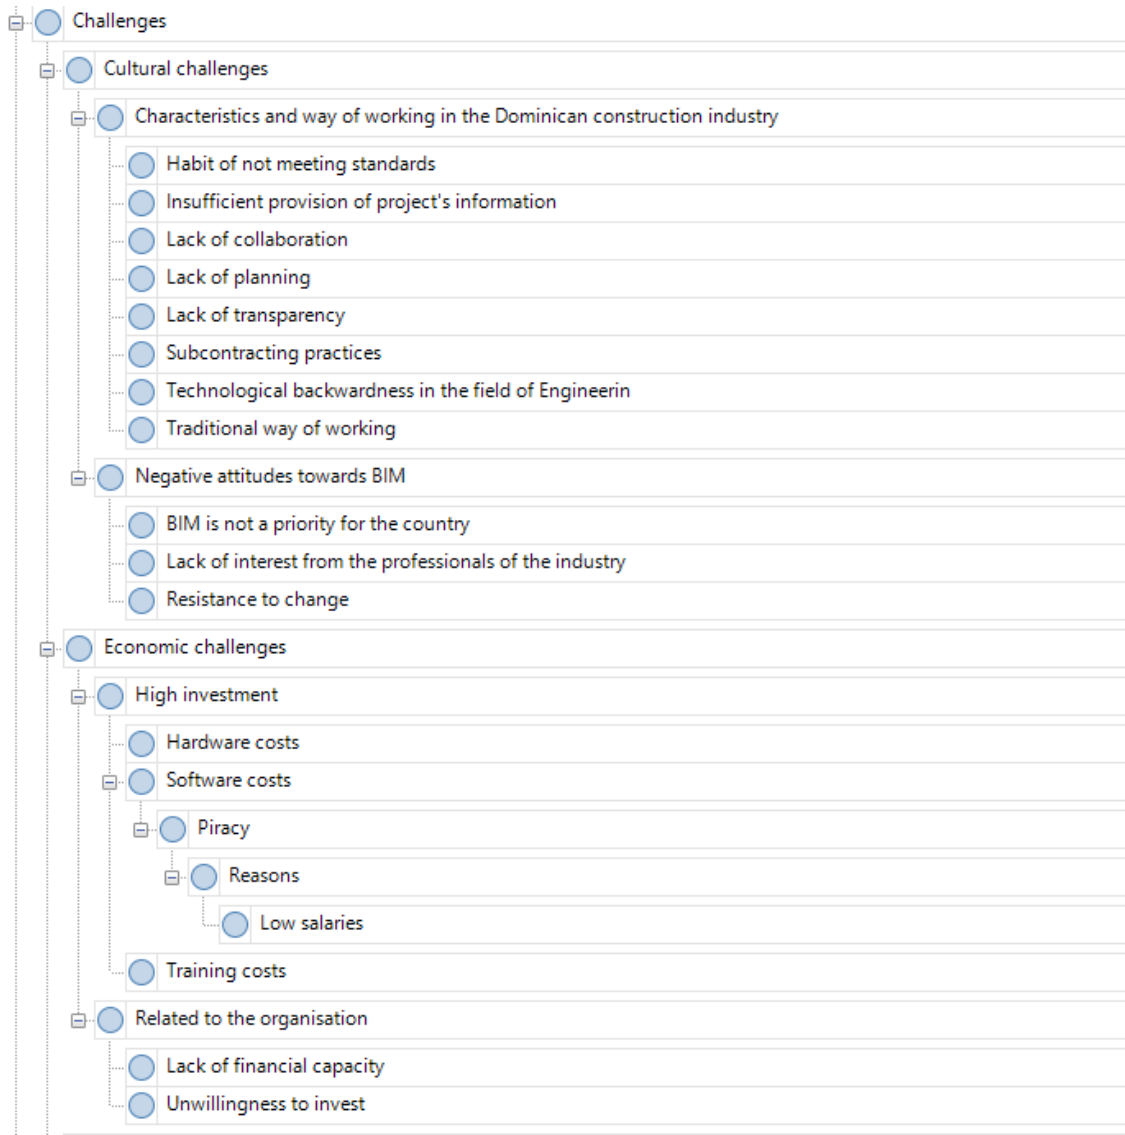 Challenges
Cultural challenges
Characteristics and way of working in the Dominican construction industry
Habit of not meeting standards
Insufficient provision of project's information
Lack of collaboration
Lack of planning
Lack of transparency
Subcontracting practices
Technological backwardness in the field of Engineerin
Traditional way of working
Negative attitudes towards BIM
BIM is not a priority for the country
Lack of interest from the professionals of the industry
Resistance to change
Economic challenges
High investment
Hardware costs
Software costs
Piracy
Reasons
Low salaries
Training costs
Related to the organisation
Lack of financial capacity
Unwillingness to invest